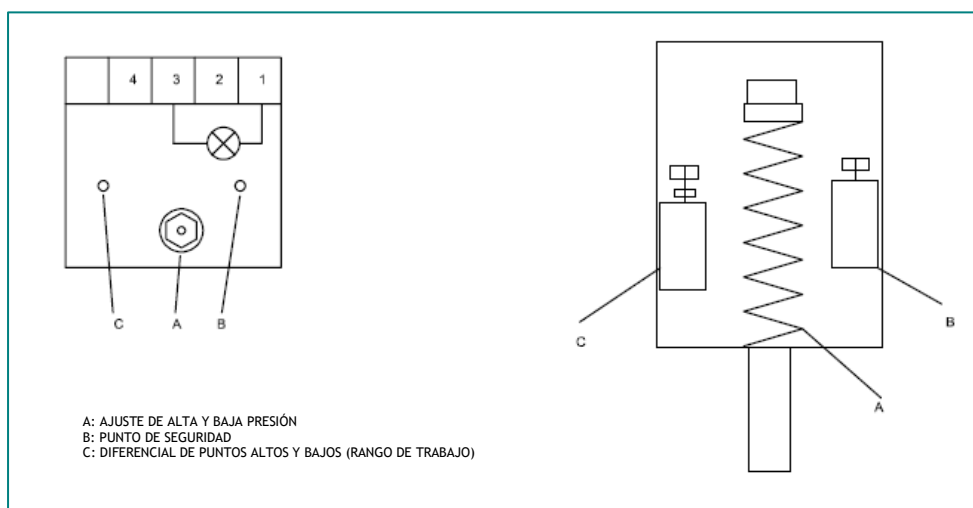 4 3 2 1
C A B
C
B
A
A: AJUSTE DE ALTA Y BAJA PRESIÓN
B: PUNTO DE SEGURIDAD
C: DIFERENCIAL DE PUNTOS ALTOS Y BAJOS (RANGO DE TRABAJO)